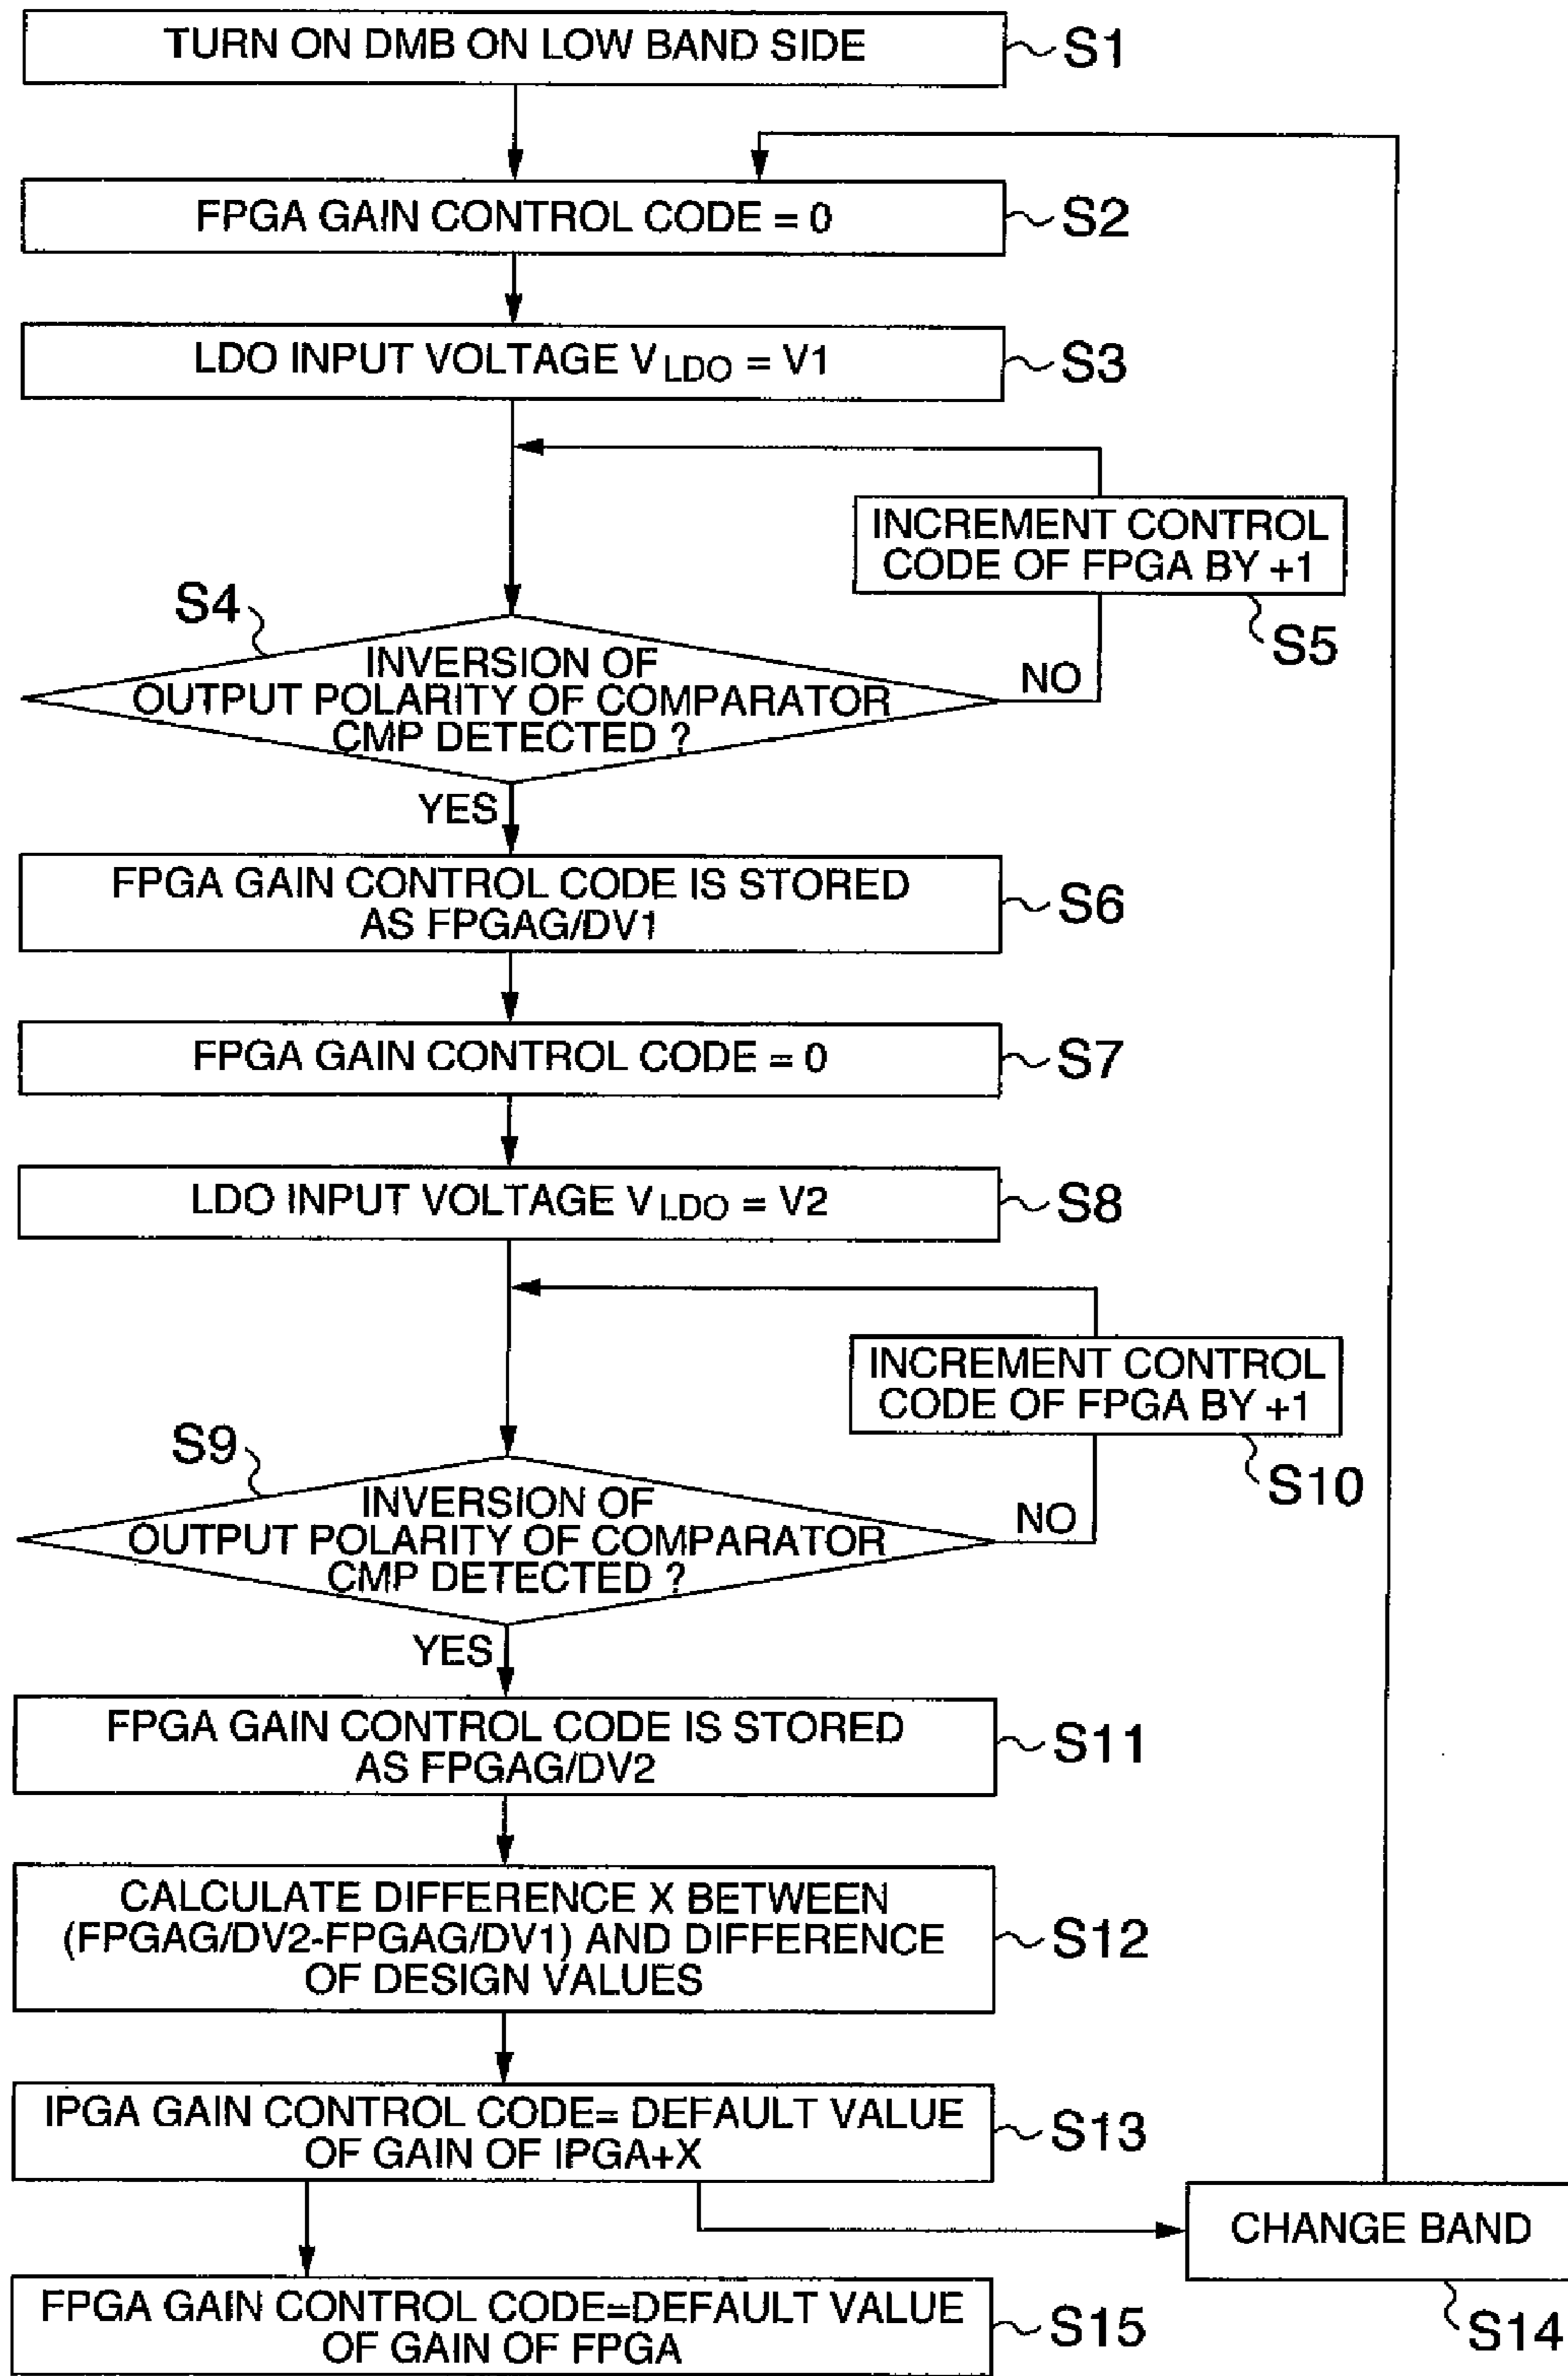 TURN ON DMB ON LOW BAND SIDE
S1
FPGA GAIN CONTROL CODE = 0
S2
LDO INPUT VOLTAGE VLDO = V1
S3
INCREMENT CONTROL
CODE OF FPGA BY +1
S5
S4
INVERSION OF
OUTPUT POLARITY OF COMPARATOR
CMP DETECTED ?
NO
YES
FPGA GAIN CONTROL CODE IS STORED
AS FPGAG/DV1
S6
FPGA GAIN CONTROL CODE = 0
S7
LDO INPUT VOLTAGE VLDO = V2
S8
INCREMENT CONTROL
CODE OF FPGA BY +1
S10
S9
INVERSION OF
OUTPUT POLARITY OF COMPARATOR
CMP DETECTED ?
NO
YES
FPGA GAIN CONTROL CODE IS STORED
AS FPGAG/DV2
S11
CALCULATE DIFFERENCE X BETWEEN
(FPGAG/DV2-FPGAG/DV1) AND DIFFERENCE
OF DESIGN VALUES
S12
IPGA GAIN CONTROL CODE= DEFAULT VALUE
OF GAIN OF IPGA+X
S13
CHANGE BAND
S14
FPGA GAIN CONTROL CODE=DEFAULT VALUE
OF GAIN OF FPGA
S15